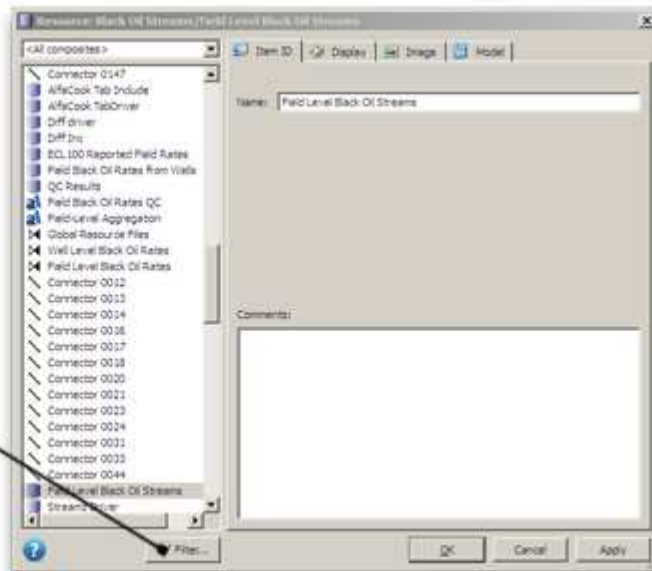 Resource: Black Oil Streams/Field Level Black Oil Streams
<All composites>
Item ID
Display
Image
Model
Connector 0147
AlfaCook Tab Include
AlfaCook TabDriver
Diff driver
Diff Inc
ECL100 Reported Field Rates
Field Black Oil Rates from Wells
QC Results
Field Black Oil Rates QC
Field-Level Aggregation
Global Resource Files
Well Level Black Oil Rates
Field Level Black Oil Rates
Connector 0012
Connector 0013
Connector 0014
Connector 0016
Connector 0017
Connector 0018
Connector 0020
Connector 0021
Connector 0023
Connector 0024
Connector 0031
Connector 0033
Connector 0044
Field Level Black Oil Streams
Streamz Driver
Name: Field Level Black Oil Streams
Comments:
Filter...
OK
Cancel
Apply